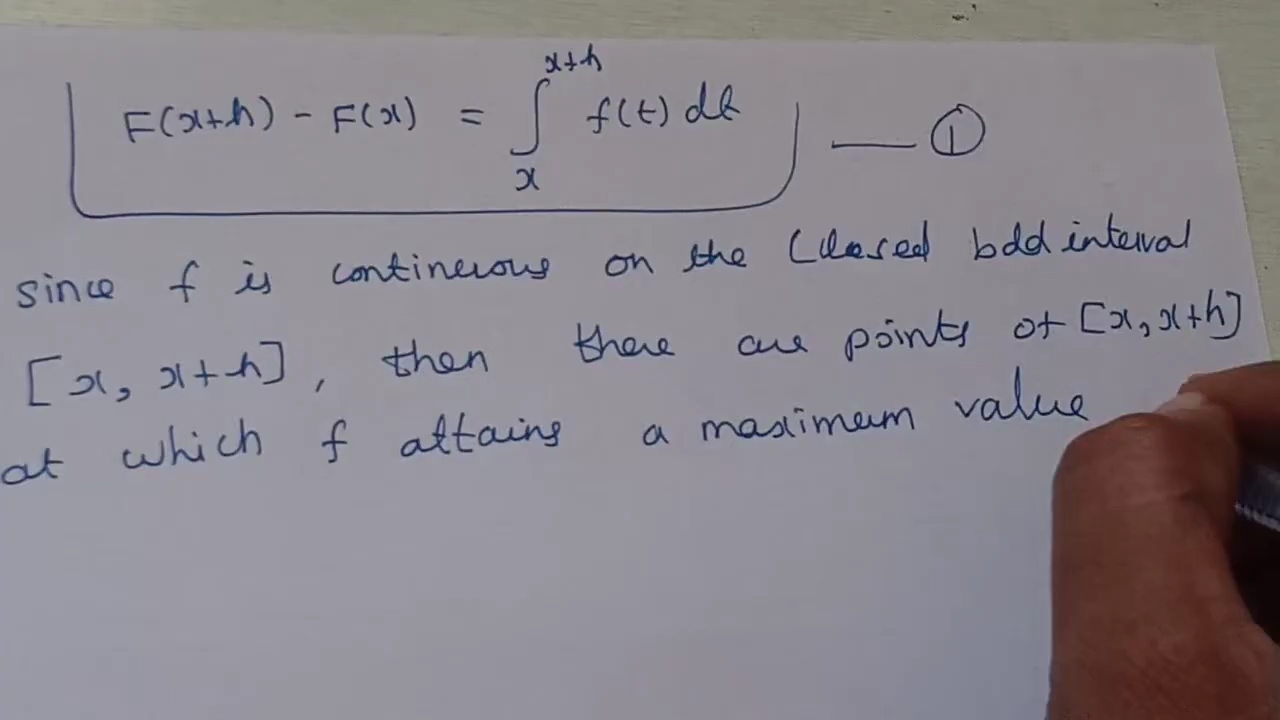 F(x+h) - F(x) = ∫ₓˣ⁺ʰ f(t) dt —— ①
since f is continuous on the closed bdd interval
[x, x+h], then there are points of [x, x+h]
at which f attains a maximum value